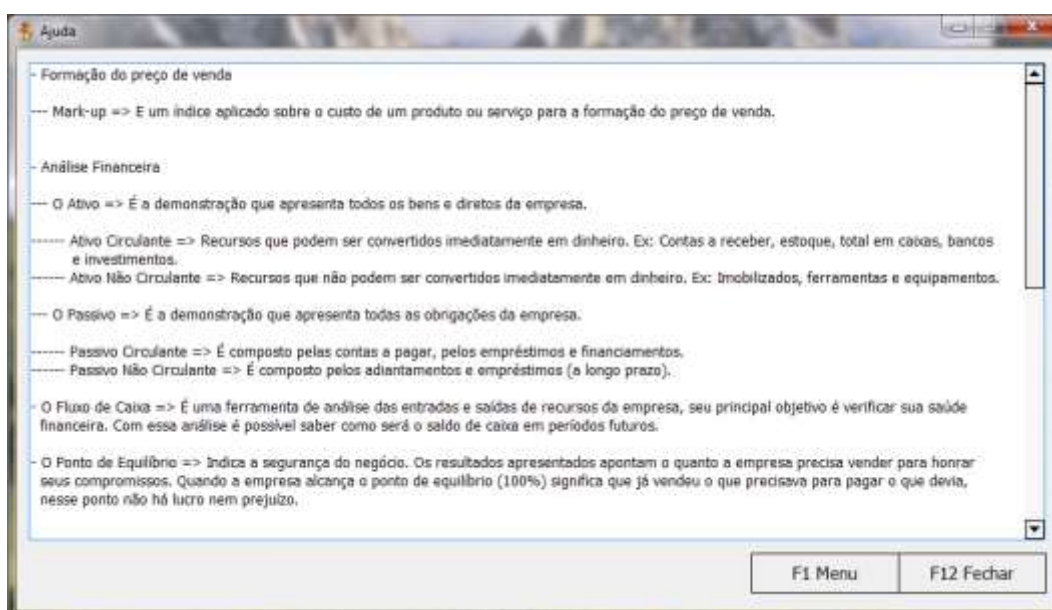 Ajuda
- Formação do preço de venda
--- Mark-up => E um índice aplicado sobre o custo de um produto ou serviço para a formação do preço de venda.
- Análise Financeira
--- O Ativo => É a demonstração que apresenta todos os bens e diretos da empresa.
------ Ativo Circulante => Recursos que podem ser convertidos imediatamente em dinheiro. Ex: Contas a receber, estoque, total em caixas, bancos
e investimentos.
------ Ativo Não Circulante => Recursos que não podem ser convertidos imediatamente em dinheiro. Ex: Imobilizados, ferramentas e equipamentos.
--- O Passivo => É a demonstração que apresenta todas as obrigações da empresa.
------ Passivo Circulante => É composto pelas contas a pagar, pelos empréstimos e financiamentos.
------ Passivo Não Circulante => É composto pelos adiantamentos e empréstimos (a longo prazo).
- O Fluxo de Caixa => É uma ferramenta de análise das entradas e saídas de recursos da empresa, seu principal objetivo é verificar sua saúde
financeira. Com essa análise é possível saber como será o saldo de caixa em períodos futuros.
- O Ponto de Equilíbrio => Indica a segurança do negócio. Os resultados apresentados apontam o quanto a empresa precisa vender para honrar
seus compromissos. Quando a empresa alcança o ponto de equilíbrio (100%) significa que já vendeu o que precisava para pagar o que devia,
nesse ponto não há lucro nem prejuízo.
F1 Menu
F12 Fechar